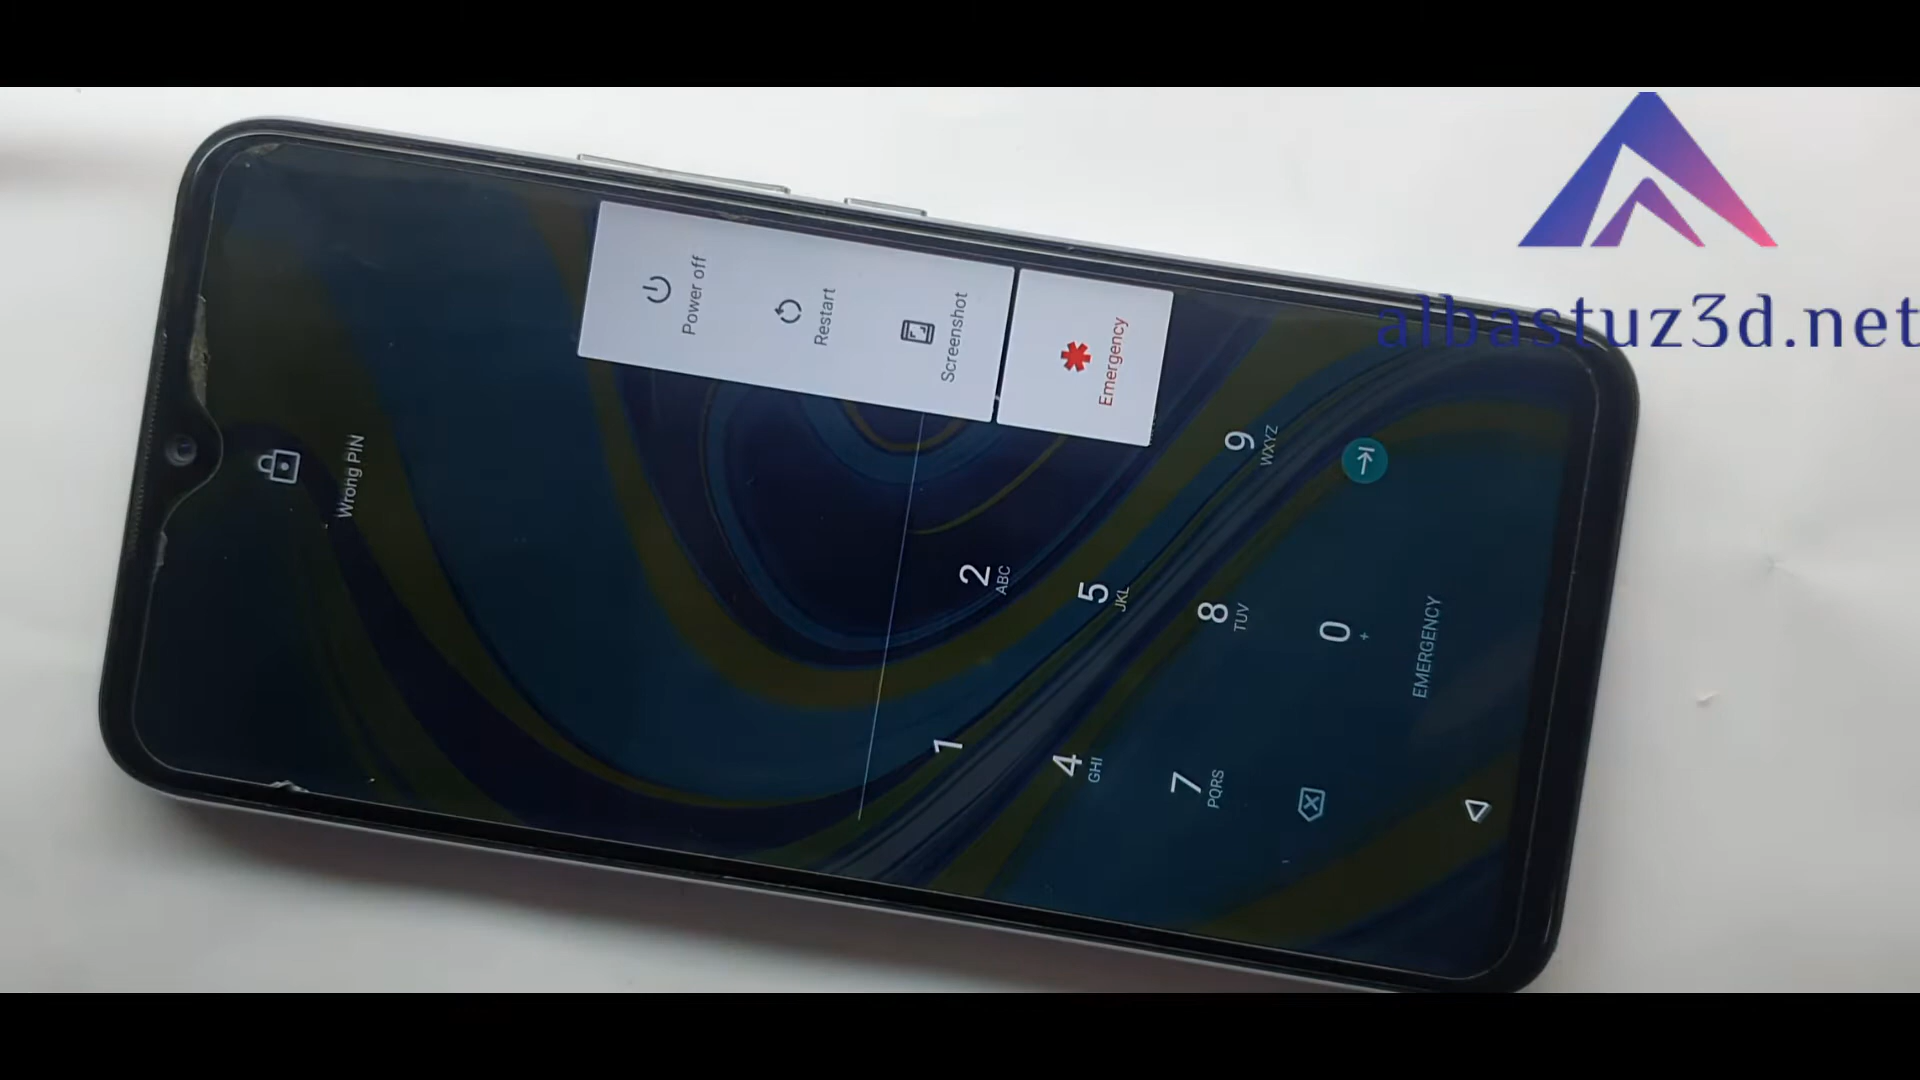 albastuz3d.net
Wrong PIN
Power off
Restart
Screenshot
Emergency
1
2
ABC
4
GHI
5
JKL
7
PQRS
8
TUV
9
WXYZ
0
+
EMERGENCY